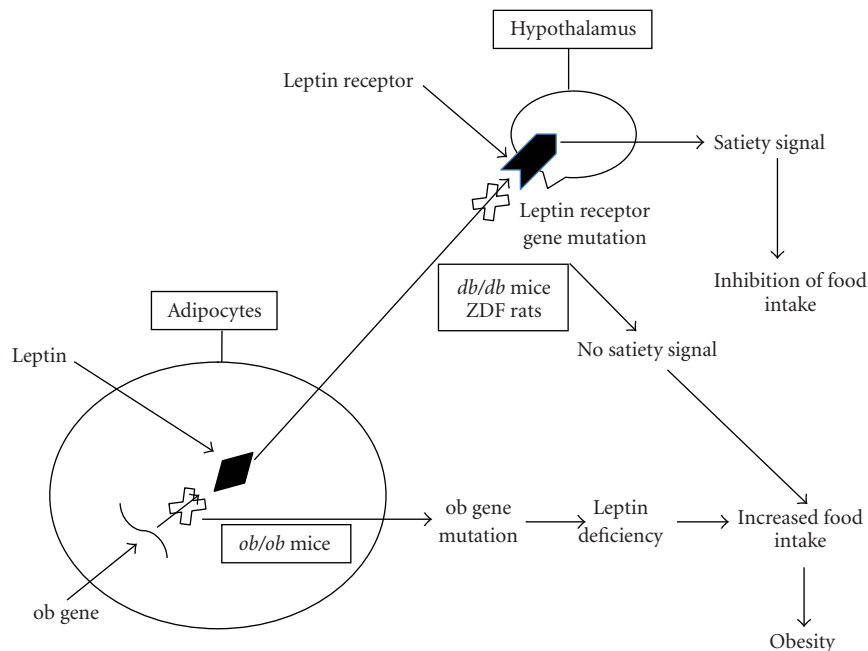 Hypothalamus
Leptin receptor
Satiety signal
Leptin receptor
gene mutation
Inhibition of food
intake
db/db mice
ZDF rats
Adipocytes
No satiety signal
Leptin
ob gene
mutation
Leptin
deficiency
Increased food
intake
ob/ob mice
ob gene
Obesity